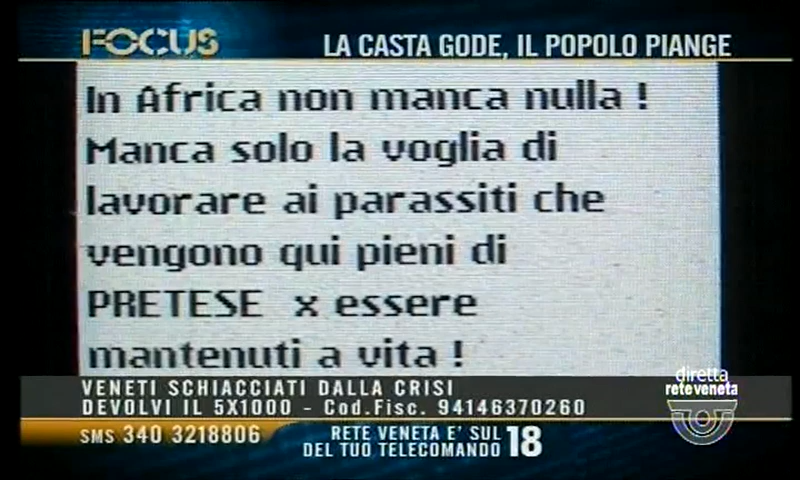 FOCUS
LA CASTA GODE, IL POPOLO PIANGE
In Africa non manca nulla !
Manca solo la voglia di
lavorare ai parassiti che
vengono qui pieni di
PRETESE x essere
mantenuti a vita !
VENETI SCHIACCIATI DALLA CRISI
DEVOLVI IL 5X1000 - Cod.Fisc. 94146370260
diretta
reteveneta
SMS 340 3218806
RETE VENETA E' SUL
DEL TUO TELECOMANDO 18